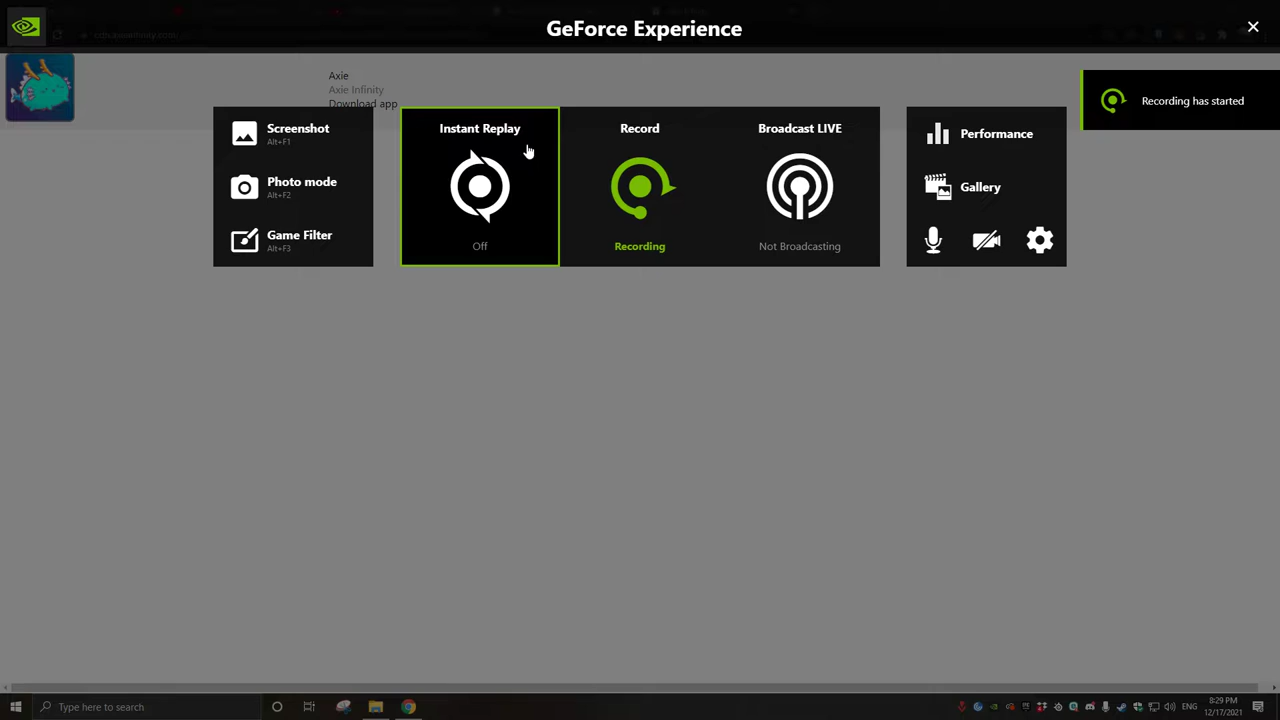 GeForce Experience
Axie
Axie Infinity
Download app
Recording has started
Screenshot
Alt+F1
Photo mode
Alt+F2
Game Filter
Alt+F3
Instant Replay
Off
Record
Recording
Broadcast LIVE
Not Broadcasting
Performance
Gallery
Type here to search
ENG
8:29 PM
12/17/2021